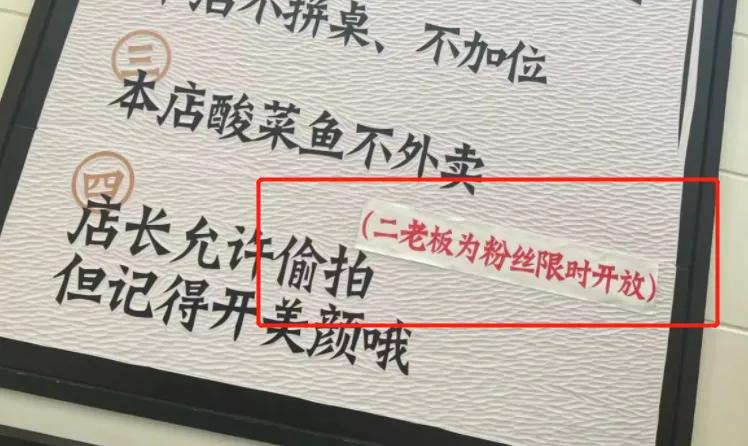 店不拼桌、不加位
三
本店酸菜鱼不外卖
四
店长允许偷拍
(二老板为粉丝限时开放)
但记得开美颜哦